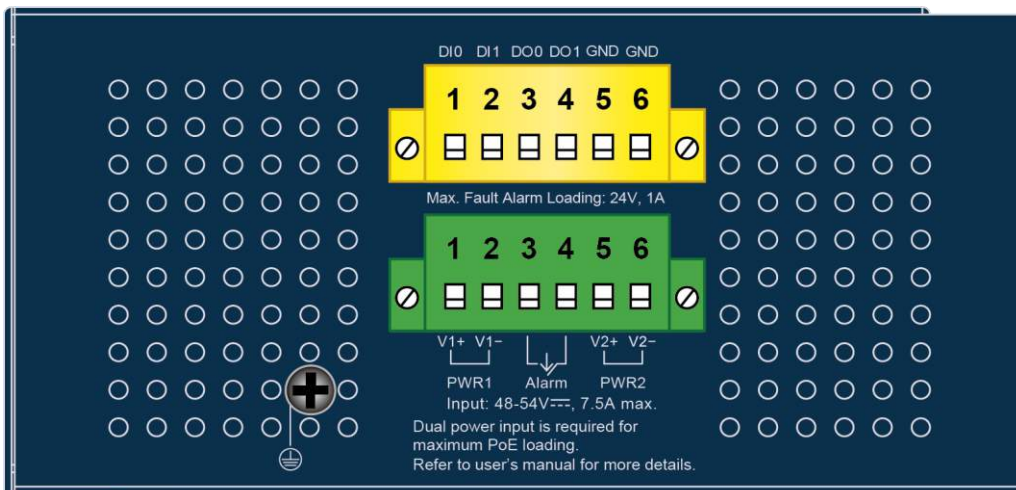 DI0 DI1 DO0 DO1 GND GND
1 2 3 4 5 6
Max. Fault Alarm Loading: 24V, 1A
1 2 3 4 5 6
V1+ V1− V2+ V2−
PWR1 Alarm PWR2
Input: 48-54V⎓, 7.5A max.
Dual power input is required for
maximum PoE loading.
Refer to user's manual for more details.